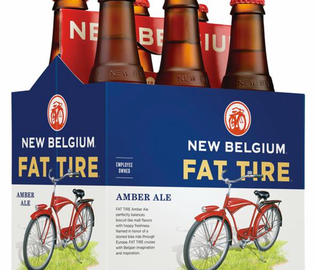 NEW BELGIUM
NEW BELGIUM
FAT TIRE
AMBER
ALE
NEW BELGIUM
FAT TIRE
EMPLOYEE
OWNED
AMBER ALE
FAT TIRE Amber Ale
perfectly balances
biscuit-like malt flavors
with hoppy freshness.
Named in honor of a
storied bike ride through
Europe, FAT TIRE cruises
with Belgian imagination
and inspiration.